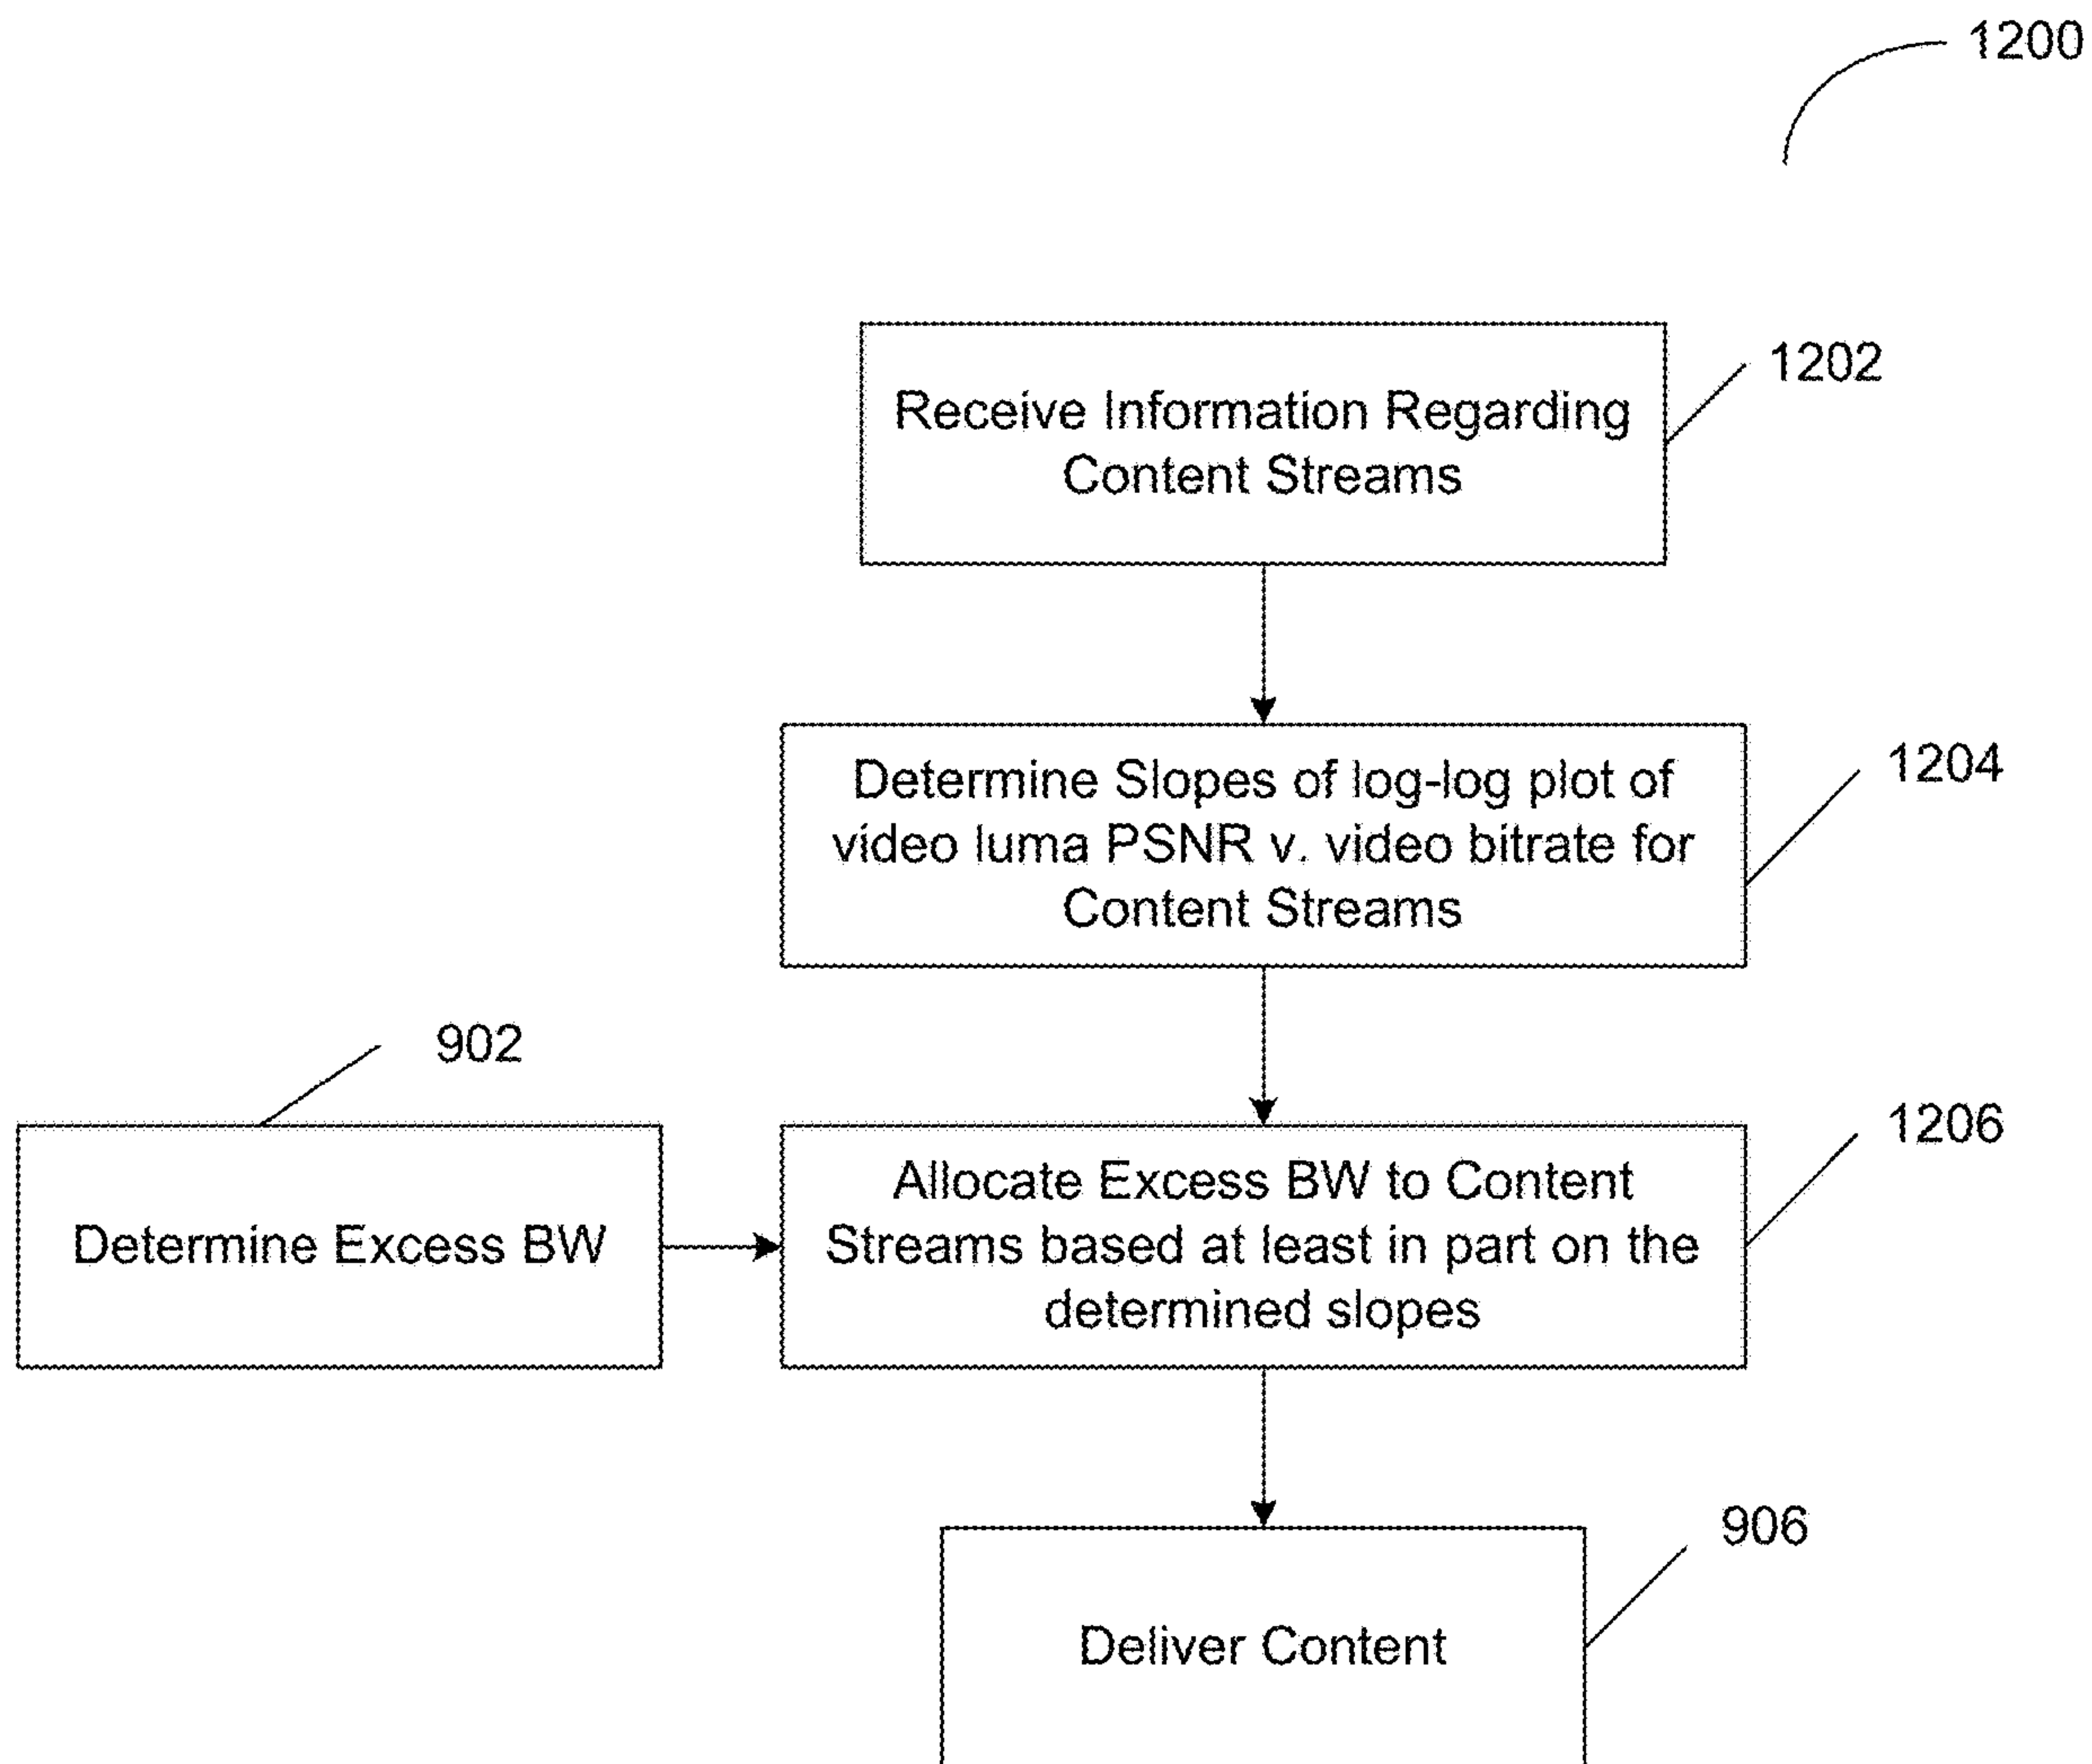 1200
Receive Information Regarding
Content Streams
1202
Determine Slopes of log-log plot of
video luma PSNR v. video bitrate for
Content Streams
1204
902
Determine Excess BW
Allocate Excess BW to Content
Streams based at least in part on the
determined slopes
1206
Deliver Content
906